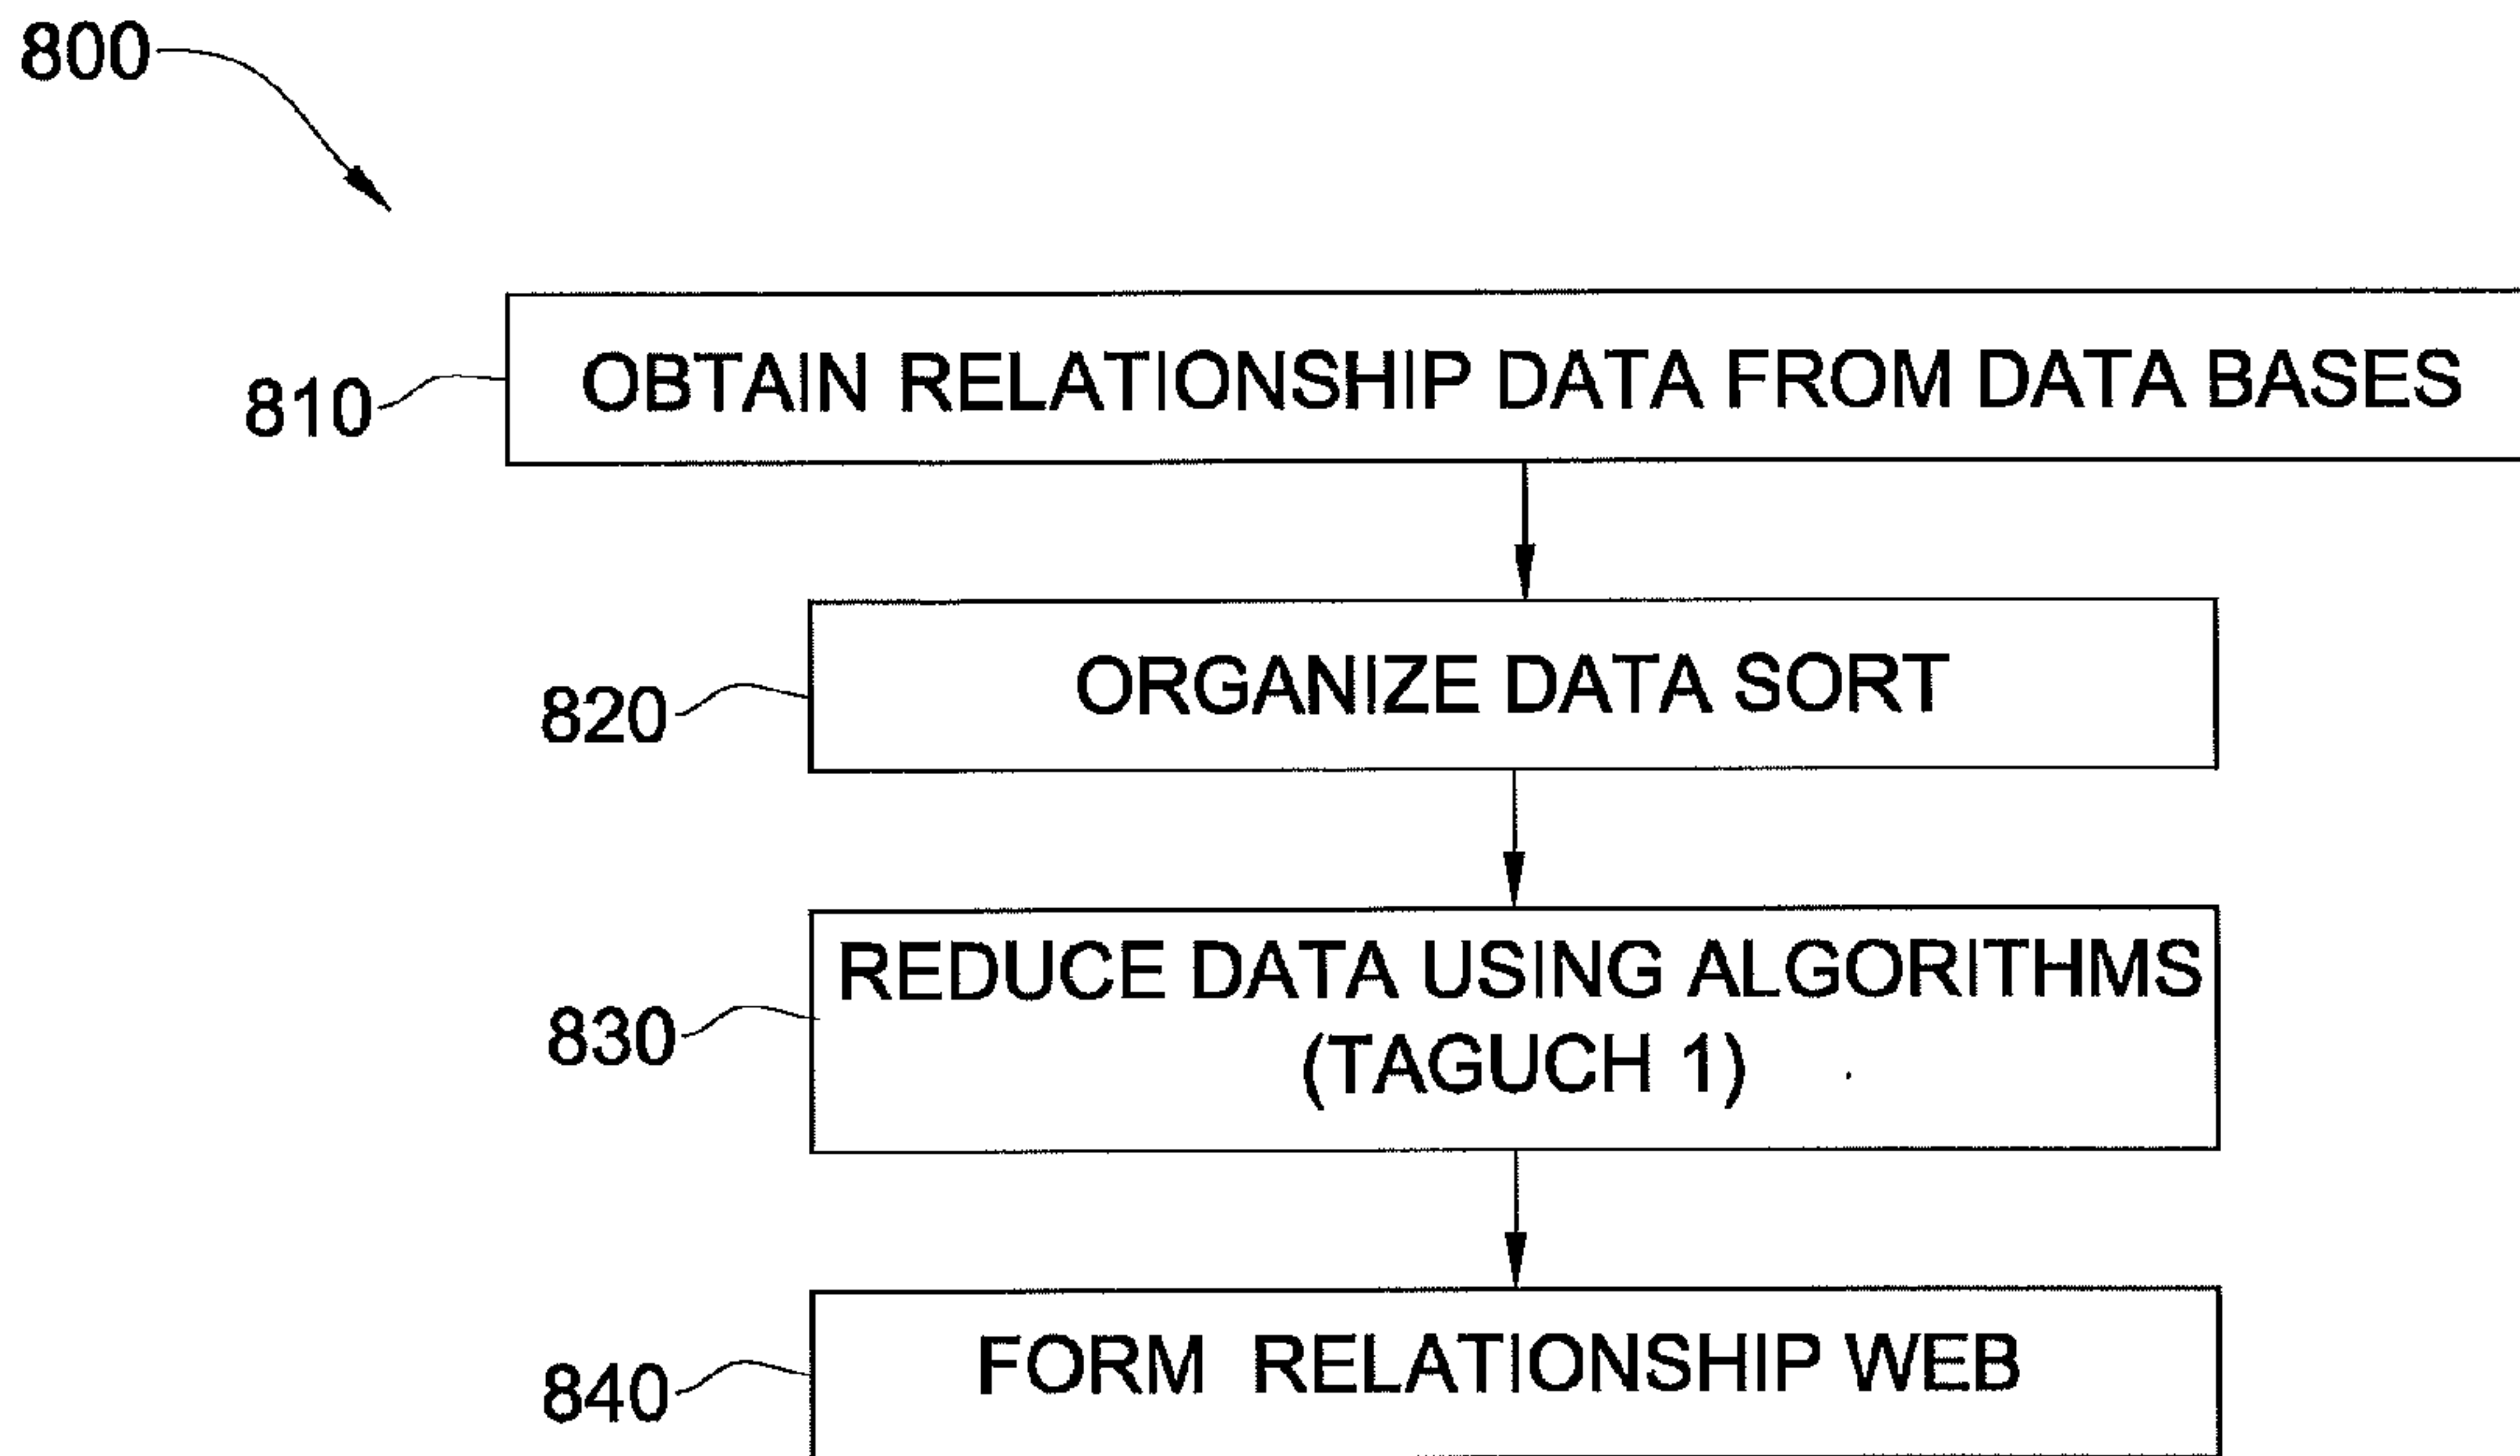 800
810
OBTAIN RELATIONSHIP DATA FROM DATA BASES
820
ORGANIZE DATA SORT
830
REDUCE DATA USING ALGORITHMS
(TAGUCH 1)
840
FORM RELATIONSHIP WEB